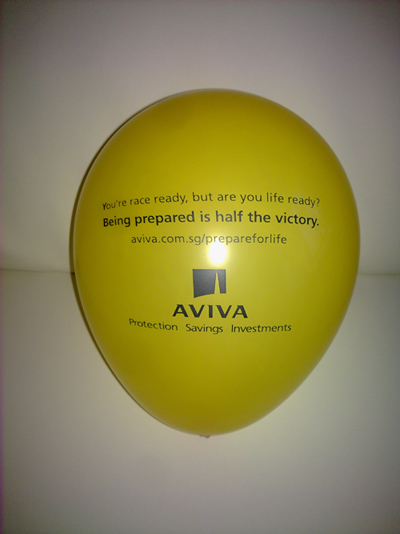 You're race ready, but are you life ready?
Being prepared is half the victory.
aviva.com.sg/prepareforlife
AVIVA
Protection Savings Investments